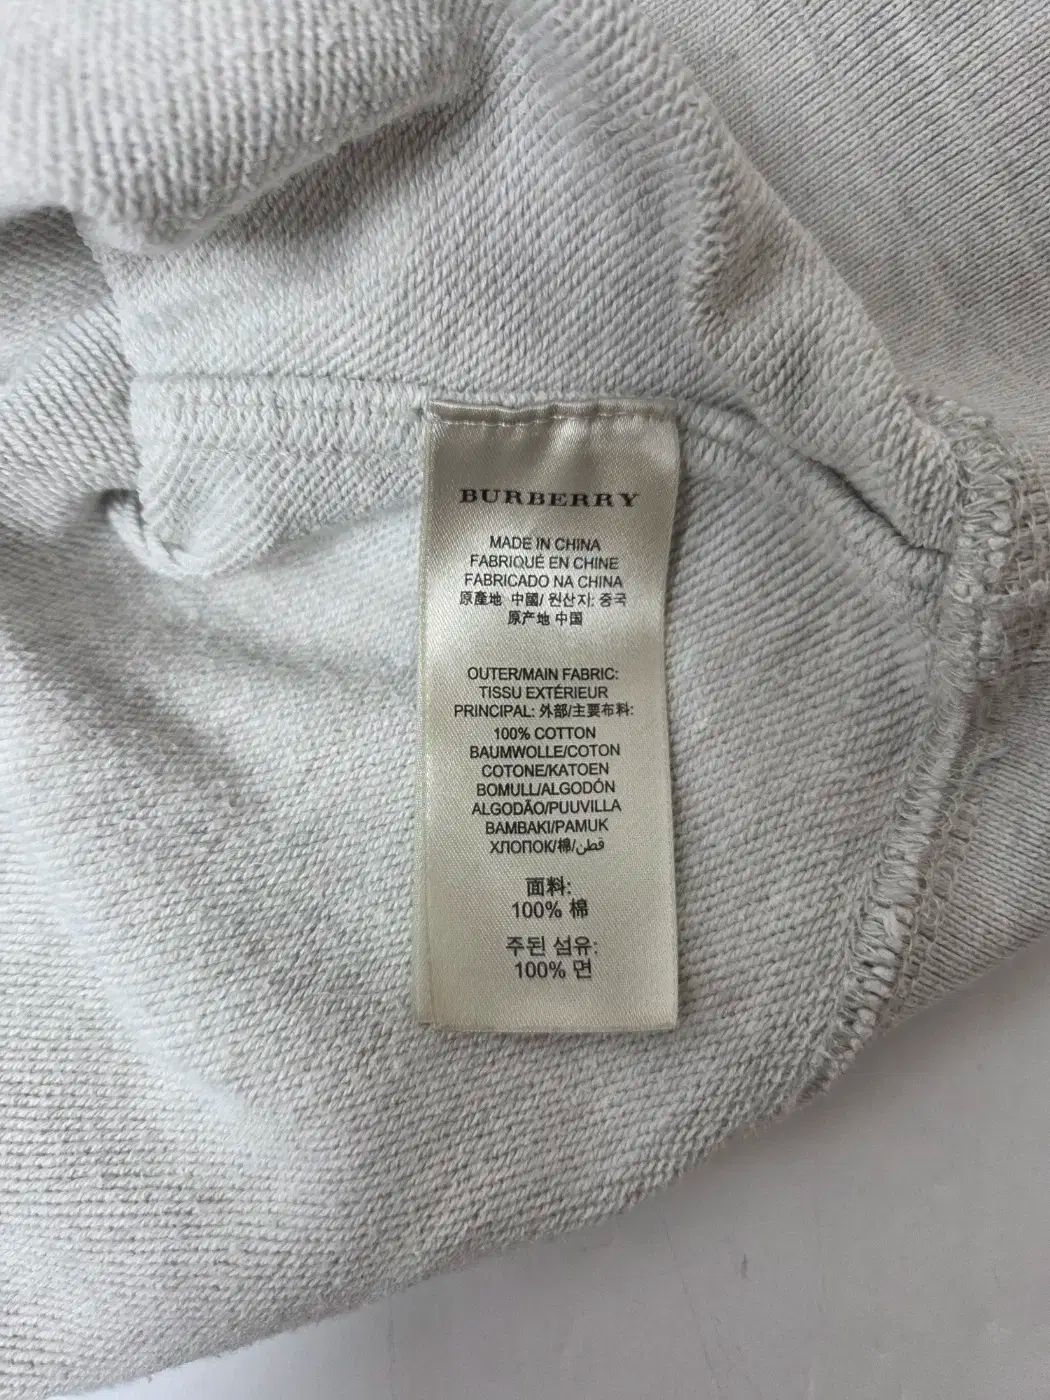 BURBERRY
MADE IN CHINA
FABRIQUÉ EN CHINE
FABRICADO NA CHINA
原產地 中國/ 원산지: 중국
原产地 中国
OUTER/MAIN FABRIC:
TISSU EXTÉRIEUR
PRINCIPAL: 外部/主要布料:
100% COTTON
BAUMWOLLE/COTON
COTONE/KATOEN
BOMULL/ALGODÓN
ALGODÃO/PUUVILLA
BAMBAKI/PAMUK
ХЛОПОК/棉/قطن
面料:
100% 棉
주된 섬유:
100% 면